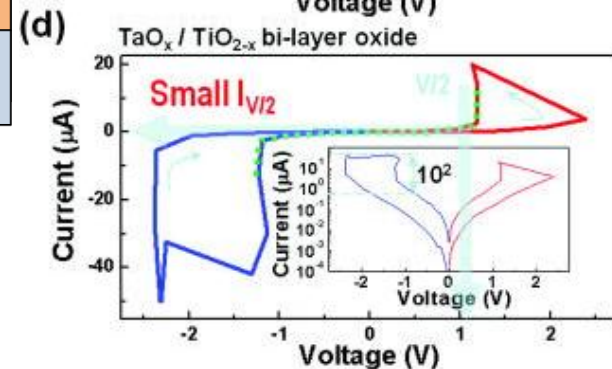 Voltage (V)
(d)
TaOₓ / TiO₂₋ₓ bi-layer oxide
Small I_V/2
V/2
Current (μA)
20
0
-20
-40
-2
-1
0
1
2
Voltage (V)
10²
Current (μA)
10¹
10⁰
10⁻¹
10⁻²
10⁻³
10⁻⁴
-2
-1
0
1
2
Voltage (V)